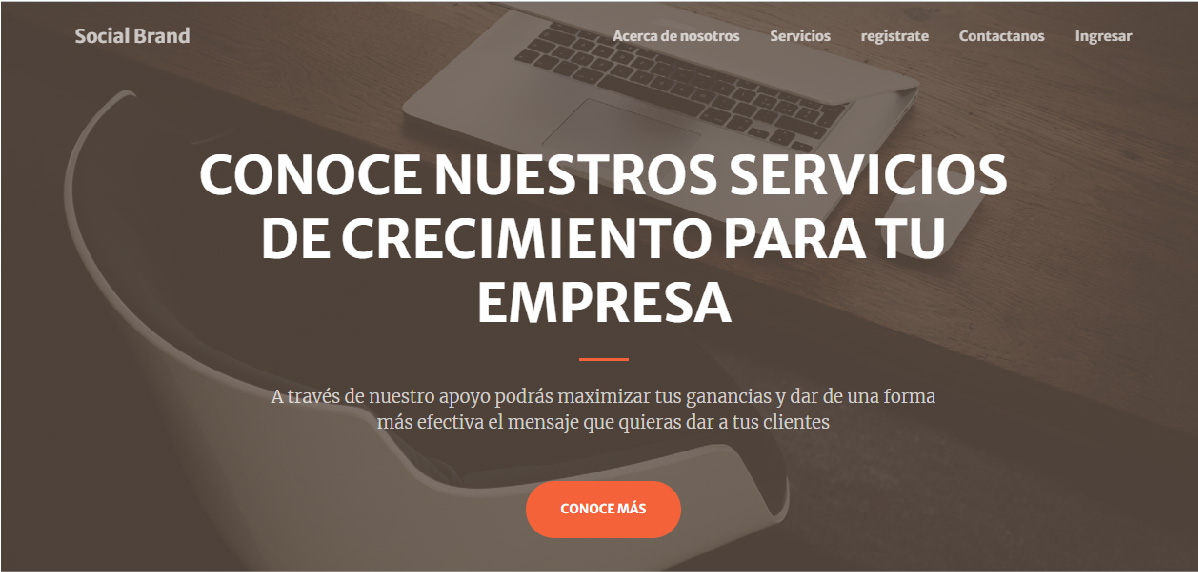 Social Brand
Acerca de nosotros Servicios registrate Contactanos Ingresar
CONOCE NUESTROS SERVICIOS
DE CRECIMIENTO PARA TU
EMPRESA
A través de nuestro apoyo podrás maximizar tus ganancias y dar de una forma
más efectiva el mensaje que quieras dar a tus clientes
CONOCE MÁS